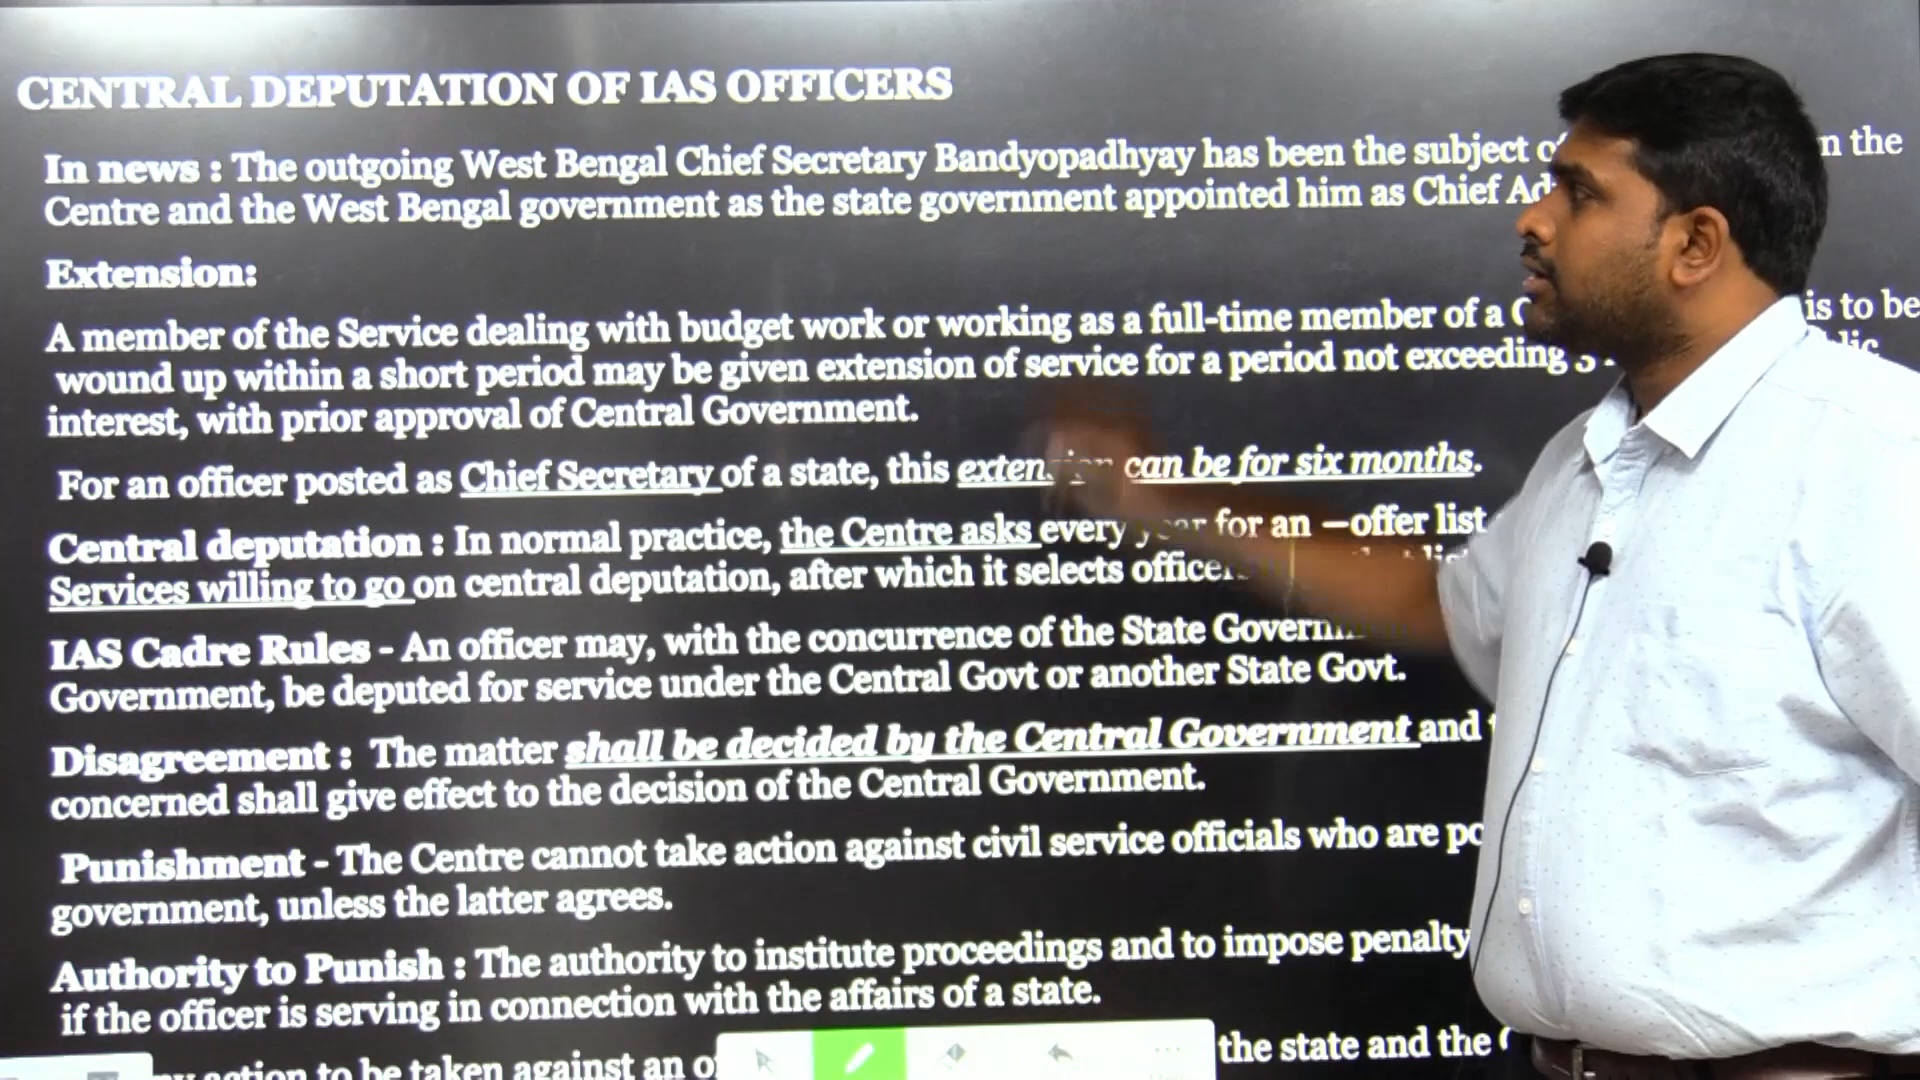 CENTRAL DEPUTATION OF IAS OFFICERS
In news : The outgoing West Bengal Chief Secretary Bandyopadhyay has been the subject n the
Centre and the West Bengal government as the state government appointed him as Chief
Extension:
A member of the Service dealing with budget work or working as a full-time member of a is to be
wound up within a short period may be given extension of service for a period not exceeding 3
interest, with prior approval of Central Government.
For an officer posted as Chief Secretary of a state, this extension can be for six months.
Central deputation : In normal practice, the Centre asks every year for an —offer list
Services willing to go on central deputation, after which it selects
IAS Cadre Rules - An officer may, with the concurrence of the State
Government, be deputed for service under the Central Govt or another State Govt.
Disagreement : The matter shall be decided by the Central Government and
concerned shall give effect to the decision of the Central Government.
Punishment - The Centre cannot take action against civil service officials who are
government, unless the latter agrees.
Authority to Punish : The authority to institute proceedings and to impose penalty
if the officer is serving in connection with the affairs of a state.
action to be taken against an the state and the